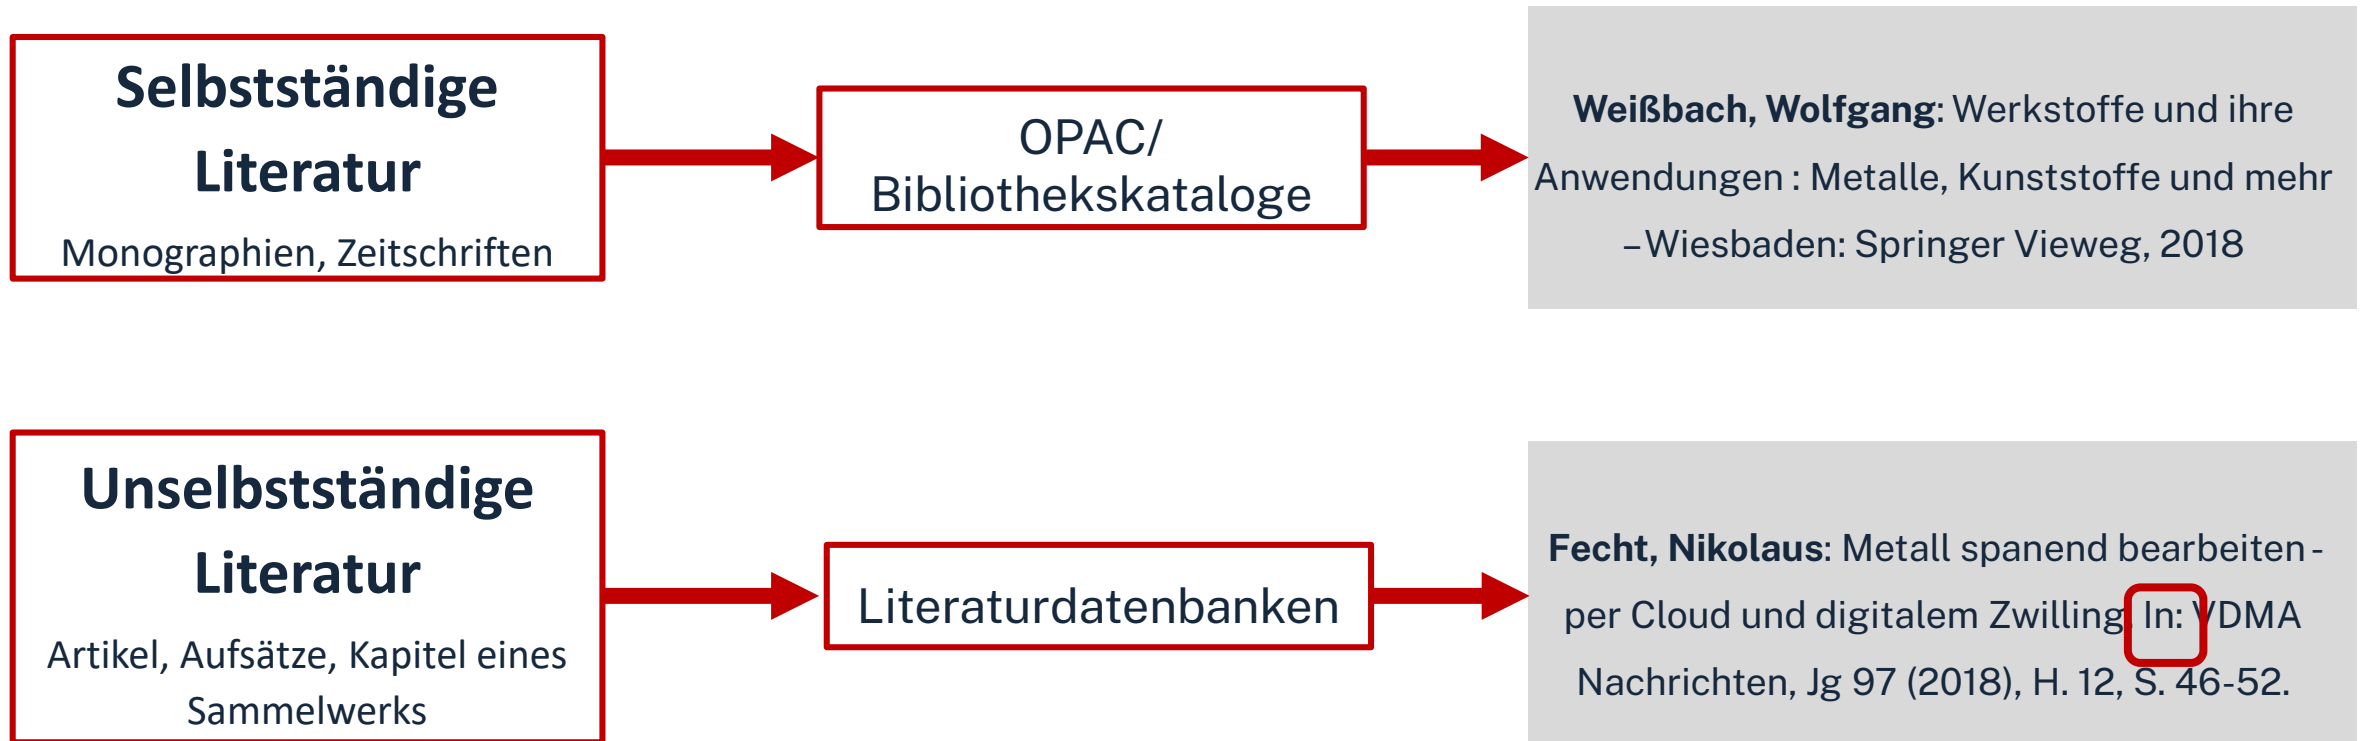 Selbstständige
Literatur
Monographien, Zeitschriften
OPAC/
Bibliothekskataloge
Weißbach, Wolfgang: Werkstoffe und ihre
Anwendungen : Metalle, Kunststoffe und mehr
–Wiesbaden: Springer Vieweg, 2018
Unselbstständige
Literatur
Artikel, Aufsätze, Kapitel eines
Sammelwerks
Literaturdatenbanken
Fecht, Nikolaus: Metall spanend bearbeiten -
per Cloud und digitalem Zwilling. In: VDMA
Nachrichten, Jg 97 (2018), H. 12, S. 46-52.